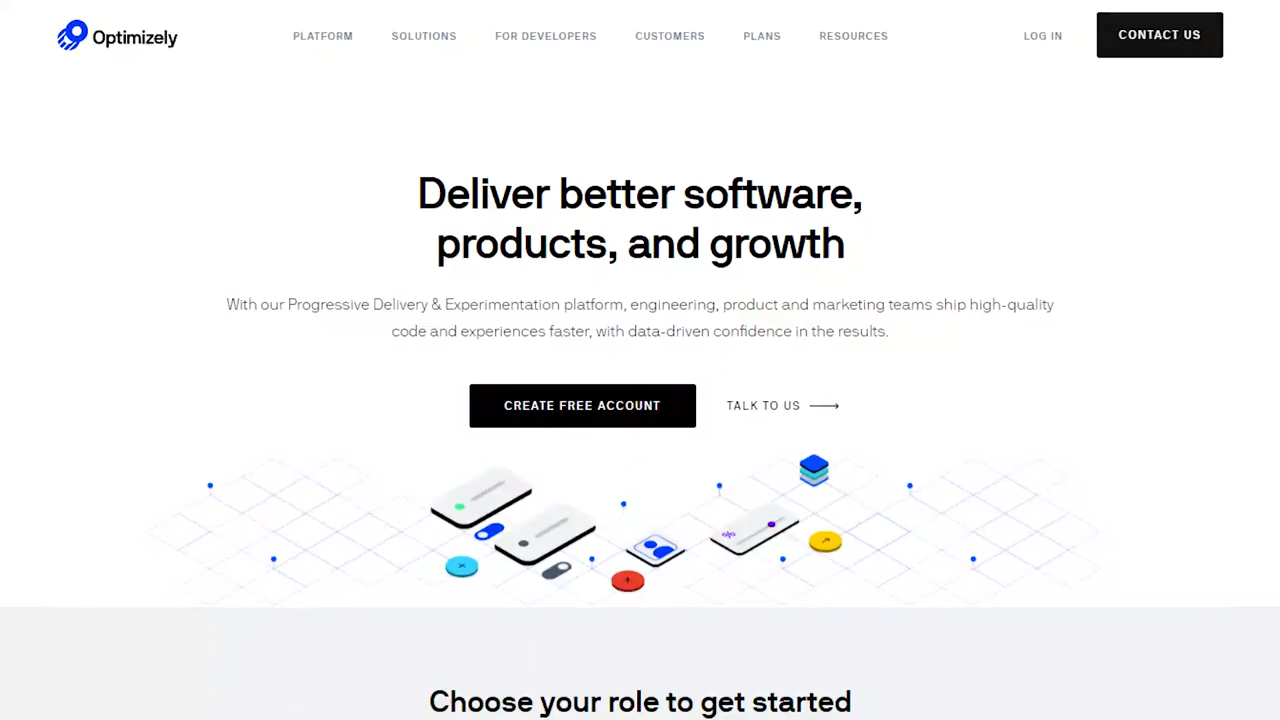 Optimizely
PLATFORM
SOLUTIONS
FOR DEVELOPERS
CUSTOMERS
PLANS
RESOURCES
LOG IN
CONTACT US
Deliver better software,
products, and growth
With our Progressive Delivery & Experimentation platform, engineering, product and marketing teams ship high-quality
code and experiences faster, with data-driven confidence in the results.
CREATE FREE ACCOUNT
TALK TO US
%
Choose your role to get started